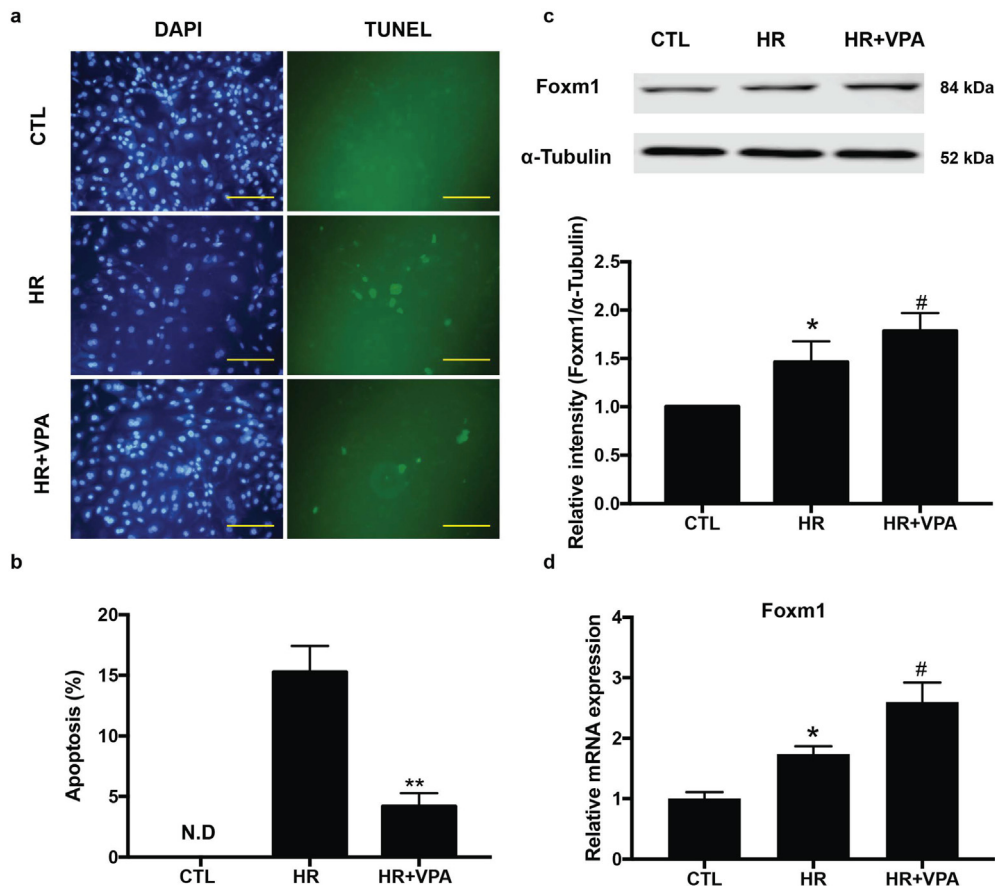 a
DAPI TUNEL
CTL
HR
HR+VPA
b
Apoptosis (%)
20
15
10
5
0
N.D
**
CTL HR HR+VPA
c
CTL HR HR+VPA
Foxm1 84 kDa
α-Tubulin 52 kDa
Relative intensity (Foxm1/α-Tubulin)
2.5
2.0
1.5
1.0
0.5
0.0
*
#
CTL HR HR+VPA
d
Foxm1
Relative mRNA expression
4
3
2
1
0
*
#
CTL HR HR+VPA